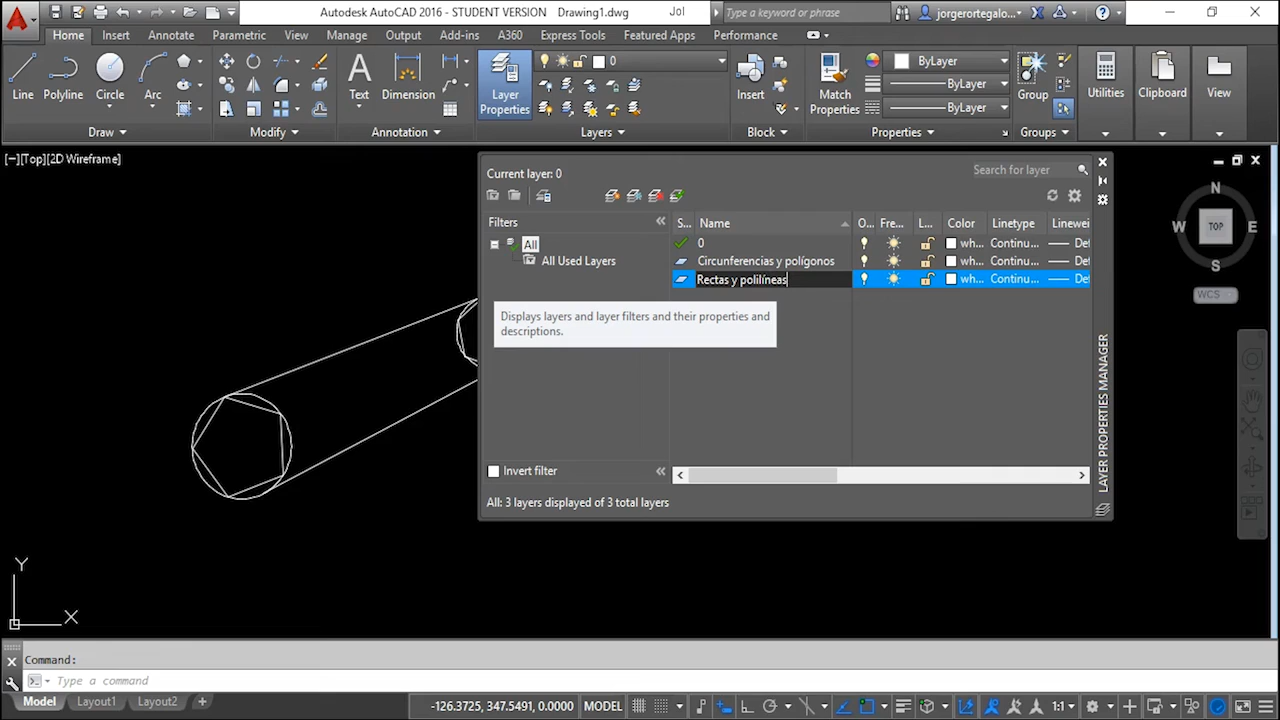 Autodesk AutoCAD 2016 - STUDENT VERSION Drawing1.dwg Jol Type a keyword or phrase jorgerortegalo...
Home Insert Annotate Parametric View Manage Output Add-ins A360 Express Tools Featured Apps Performance
0 ByLayer
Line Polyline Circle Arc Text Dimension Layer Properties Insert Match Properties ByLayer Group Utilities Clipboard View
ByLayer
Draw Modify Annotation Layers Block Properties Groups
[−][Top][2D Wireframe]
Current layer: 0 Search for layer
Filters S... Name O... Fre... L... Color Linetype Linewei
All 0 wh... Continu... Def
All Used Layers Circunferencias y polígonos wh... Continu... Def
Rectas y polilíneas wh... Continu... Def
Displays layers and layer filters and their properties and
descriptions.
Invert filter
All: 3 layers displayed of 3 total layers
LAYER PROPERTIES MANAGER
N
W TOP E
S
WCS
Y
X
Command:
Type a command
Model Layout1 Layout2 + -126.3725, 347.5491, 0.0000 MODEL 1:1